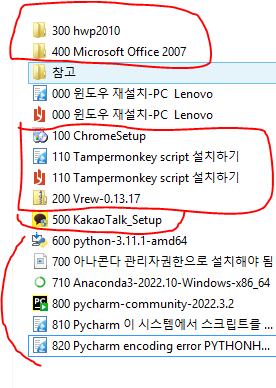 300 hwp2010
400 Microsoft Office 2007
참고
000 윈도우 재설치-PC  Lenovo
000 윈도우 재설치-PC  Lenovo
100 ChromeSetup
110 Tampermonkey script 설치하기
110 Tampermonkey script 설치하기
200 Vrew-0.13.17
500 KakaoTalk_Setup
600 python-3.11.1-amd64
700 아나콘다 관리자권한으로 설치해야 됨
710 Anaconda3-2022.10-Windows-x86_64
800 pycharm-community-2022.3.2
810 Pycharm 이 시스템에서 스크립트를 ...
820 Pycharm encoding error PYTHONH...